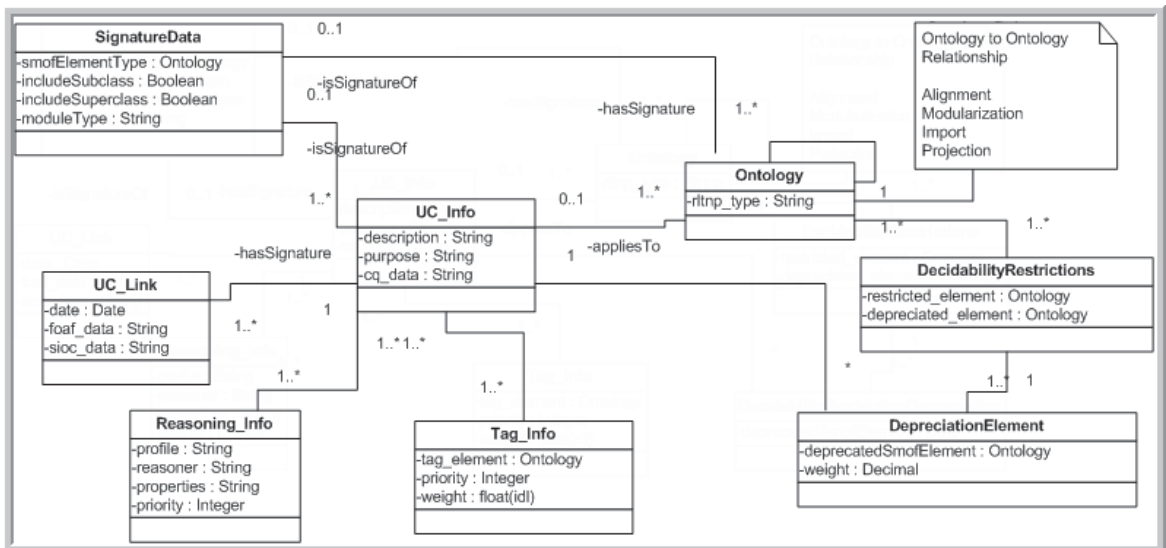 SignatureData
-smofElementType : Ontology
-includeSubclass : Boolean
-includeSuperclass : Boolean
-moduleType : String
0..1
-isSignatureOf
0..1
-isSignatureOf
-hasSignature
1..*
Ontology to Ontology
Relationship
Alignment
Modularization
Import
Projection
Ontology
-rltnp_type : String
1
1..*
0..1
1..*
1..*
1..*
UC_Info
-description : String
-purpose : String
-cq_data : String
-hasSignature
1
-appliesTo
DecidabilityRestrictions
-restricted_element : Ontology
-depreciated_element : Ontology
UC_Link
-date : Date
-foaf_data : String
-sioc_data : String
1
1..*
1..*
1..*
1..*
1..*
*
1..*
1
Reasoning_Info
-profile : String
-reasoner : String
-properties : String
-priority : Integer
Tag_Info
-tag_element : Ontology
-priority : Integer
-weight : float(idl)
DepreciationElement
-deprecatedSmofElement : Ontology
-weight : Decimal